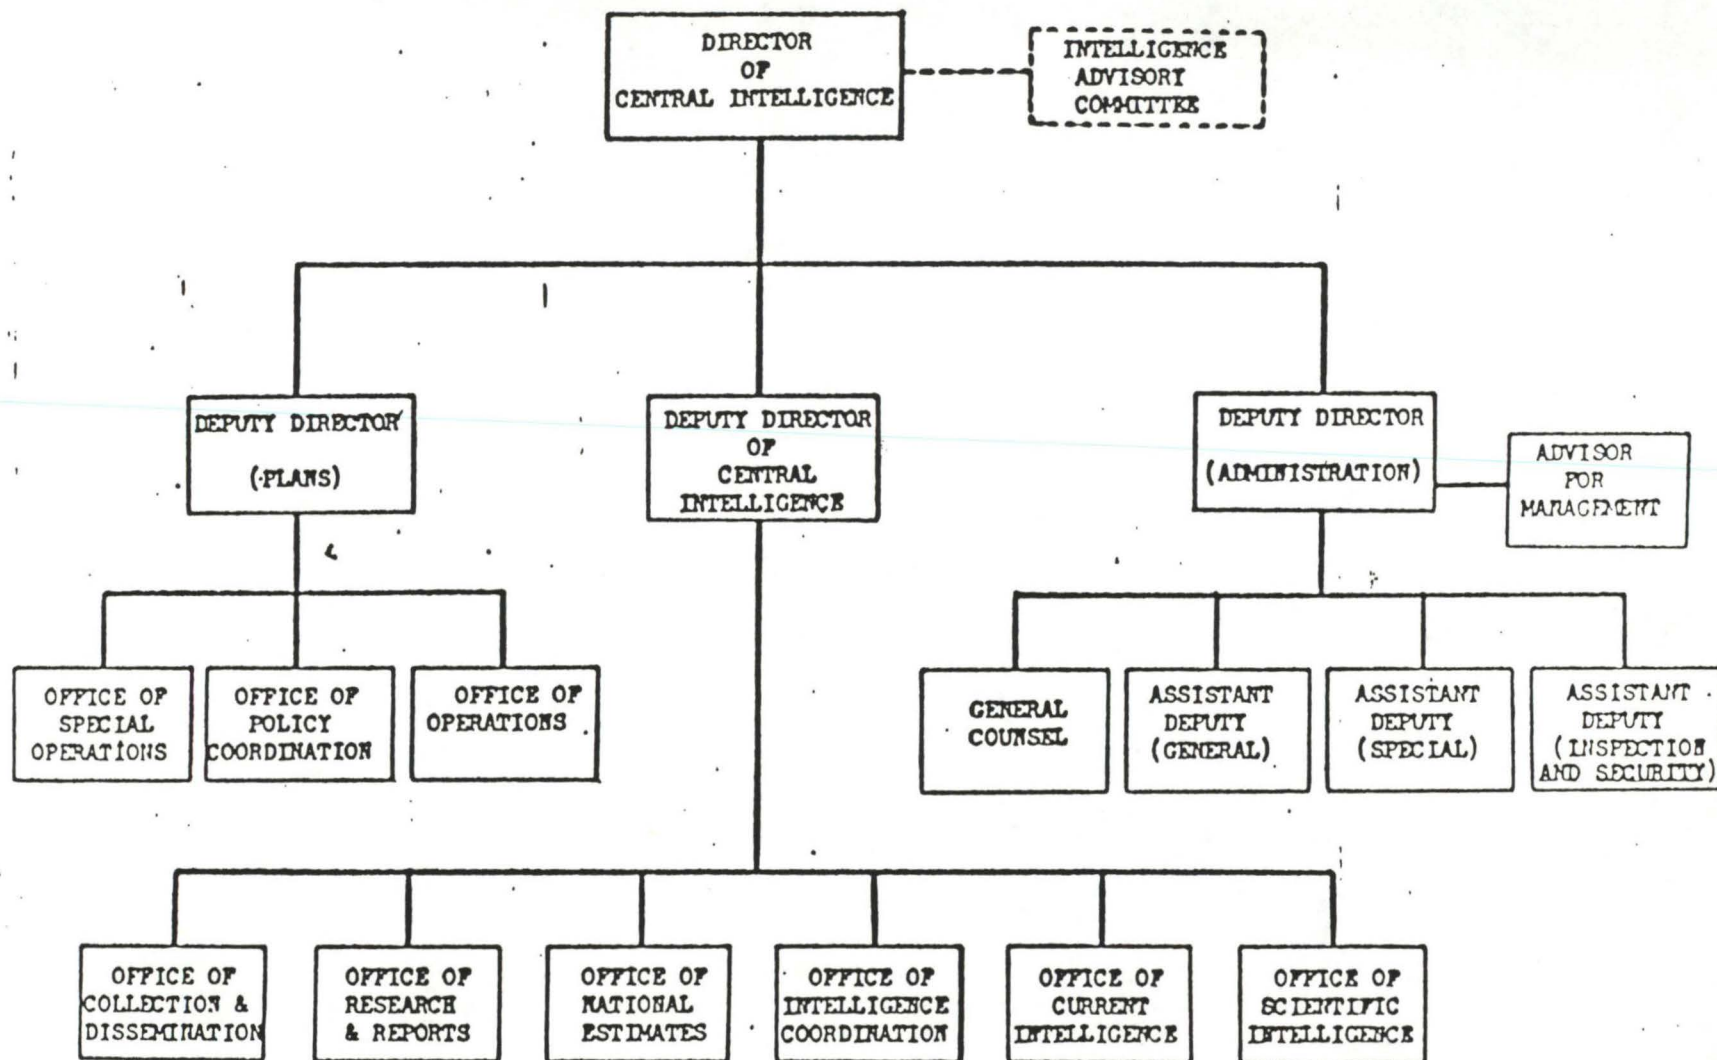 DIRECTOR
OF
CENTRAL INTELLIGENCE
INTELLIGENCE
ADVISORY
COMMITTEE
DEPUTY DIRECTOR
(PLANS)
DEPUTY DIRECTOR
OF
CENTRAL
INTELLIGENCE
DEPUTY DIRECTOR
(ADMINISTRATION)
ADVISOR
FOR
MANAGEMENT
OFFICE OF
SPECIAL
OPERATIONS
OFFICE OF
POLICY
COORDINATION
OFFICE OF
OPERATIONS
GENERAL
COUNSEL
ASSISTANT
DEPUTY
(GENERAL)
ASSISTANT
DEPUTY
(SPECIAL)
ASSISTANT
DEPUTY
(INSPECTION
AND SECURITY)
OFFICE OF
COLLECTION &
DISSEMINATION
OFFICE OF
RESEARCH
& REPORTS
OFFICE OF
NATIONAL
ESTIMATES
OFFICE OF
INTELLIGENCE
COORDINATION
OFFICE OF
CURRENT
INTELLIGENCE
OFFICE OF
SCIENTIFIC
INTELLIGENCE